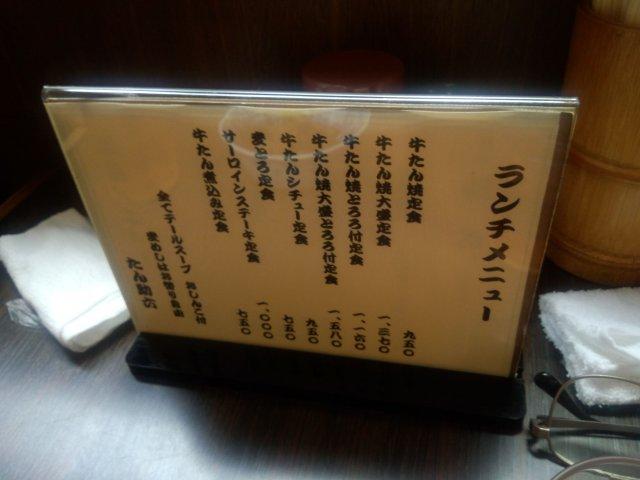 ランチメニュー
牛たん焼定食 九五〇
牛たん焼大盛定食 一、三七〇
牛たん焼とろろ付定食 一、一六〇
牛たん焼大盛とろろ付定食 一、五八〇
牛たんシチュー定食 九五〇
麦とろ定食 七五〇
サーロインステーキ定食 一、〇〇〇
牛たん煮込み定食 七五〇
全てテールスープ おしんこ付
麦めしはお替り自由
たん助六